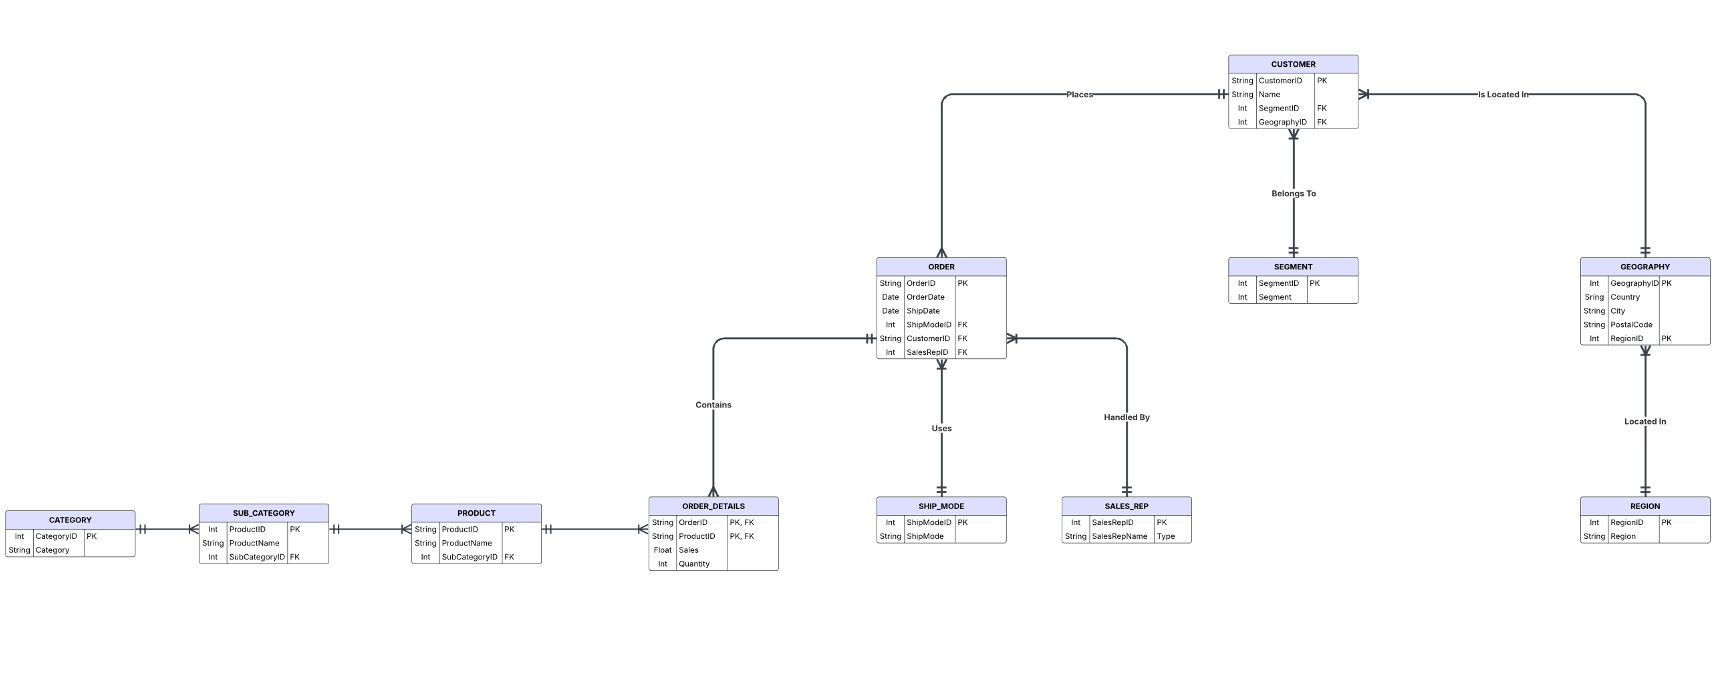 CUSTOMER
String CustomerID PK
String Name
Int SegmentID FK
Int GeographyID FK
Places
Is Located In
Belongs To
ORDER
String OrderID PK
Date OrderDate
Date ShipDate
Int ShipModeID FK
String CustomerID FK
Int SalesRepID FK
SEGMENT
Int SegmentID PK
Int Segment
GEOGRAPHY
Int GeographyID PK
Sring Country
String City
String PostalCode
Int RegionID PK
Contains
Uses
Handled By
Located In
CATEGORY
Int CategoryID PK
String Category
SUB_CATEGORY
Int ProductID PK
String ProductName
Int SubCategoryID FK
PRODUCT
String ProductID PK
String ProductName
Int SubCategoryID FK
ORDER_DETAILS
String OrderID PK, FK
String ProductID PK, FK
Float Sales
Int Quantity
SHIP_MODE
Int ShipModeID PK
String ShipMode
SALES_REP
Int SalesRepID PK
String SalesRepName Type
REGION
Int RegionID PK
String Region